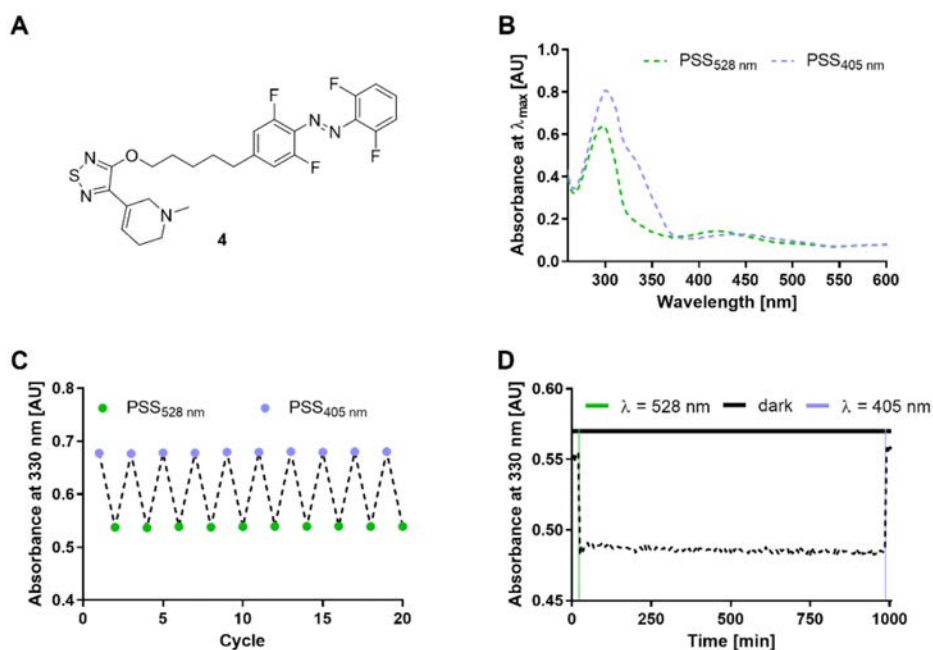 A
F
F
F
F
N
N
O
N
S
N
N
4
B
PSS528 nm PSS405 nm
1.0
0.8
0.6
0.4
0.2
0.0
Absorbance at λmax [AU]
300 350 400 450 500 550 600
Wavelength [nm]
C
PSS528 nm PSS405 nm
0.8
0.7
0.6
0.5
0.4
Absorbance at 330 nm [AU]
0 5 10 15 20
Cycle
D
λ = 528 nm dark λ = 405 nm
0.60
0.55
0.50
0.45
Absorbance at 330 nm [AU]
0 250 500 750 1000
Time [min]